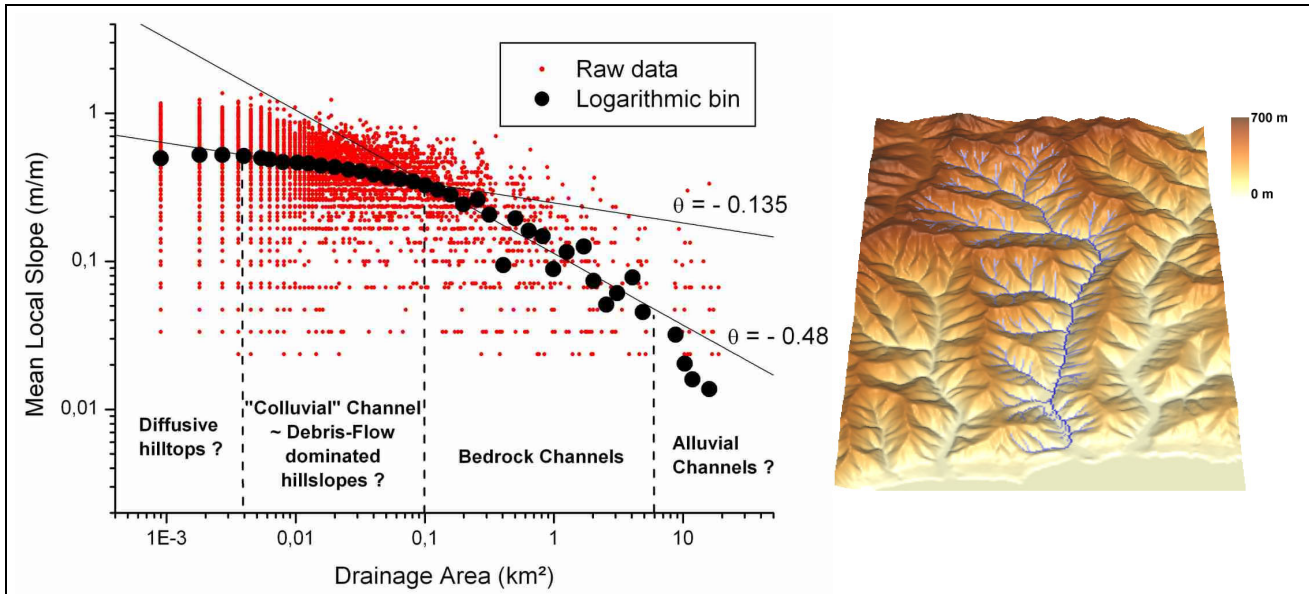 Raw data
Logarithmic bin
1
0,1
0,01
Mean Local Slope (m/m)
θ = - 0.135
θ = - 0.48
Diffusive
hilltops ?
"Colluvial" Channel
~ Debris-Flow
dominated
hillslopes ?
Bedrock Channels
Alluvial
Channels ?
1E-3
0,01
0,1
1
10
Drainage Area (km²)
700 m
0 m